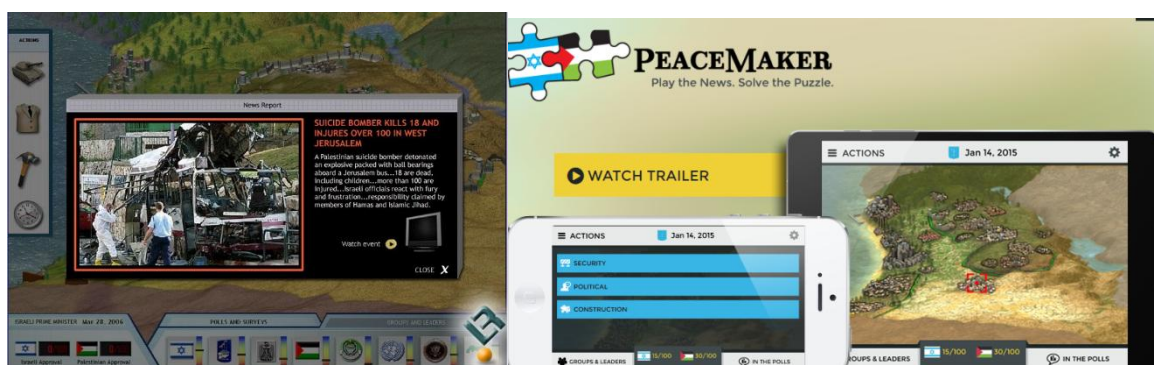 ACTIONS
News Report
SUICIDE BOMBER KILLS 18 AND
INJURES OVER 100 IN WEST
JERUSALEM
A Palestinian suicide bomber detonated
an explosive packed with ball bearings
aboard a Jerusalem bus...18 are dead,
including children...more than 100 are
injured...Israeli officials react with fury
and frustration...responsibility claimed by
members of Hamas and Islamic Jihad.
Watch event
CLOSE X
ISRAELI PRIME MINISTER Mar 28, 2006
POLLS AND SURVEYS
GROUPS AND LEADERS
Israeli Approval
Palestinian Approval
PEACEMAKER
Play the News. Solve the Puzzle.
WATCH TRAILER
ACTIONS
Jan 14, 2015
SECURITY
POLITICAL
CONSTRUCTION
GROUPS & LEADERS
15/100
30/100
IN THE POLLS
ACTIONS
Jan 14, 2015
OUPS & LEADERS
15/100
30/100
IN THE POLLS